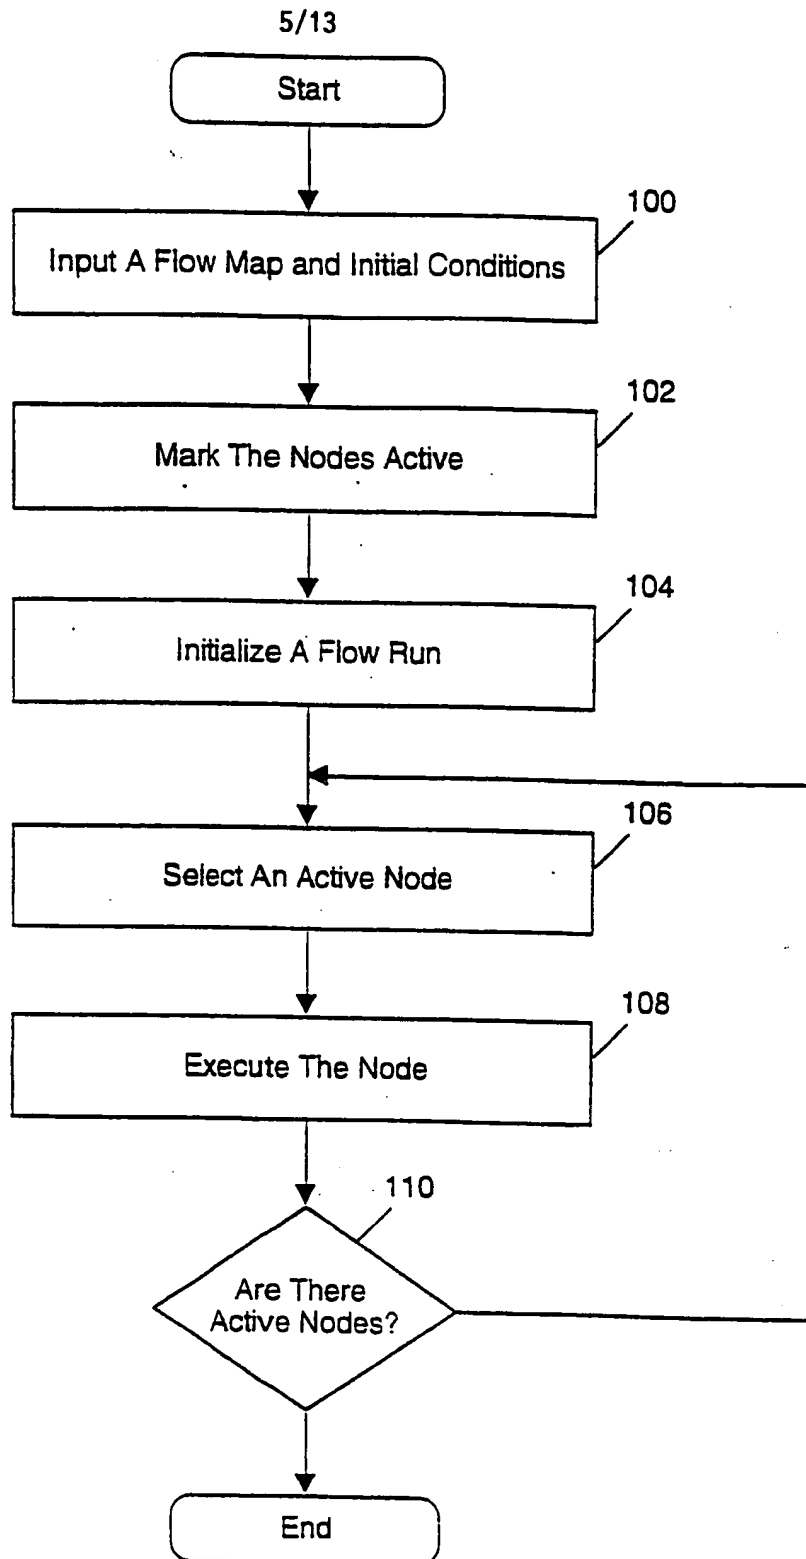 5/13
Start
100
Input A Flow Map and Initial Conditions
102
Mark The Nodes Active
104
Initialize A Flow Run
106
Select An Active Node
108
Execute The Node
110
Are There
Active Nodes?
End